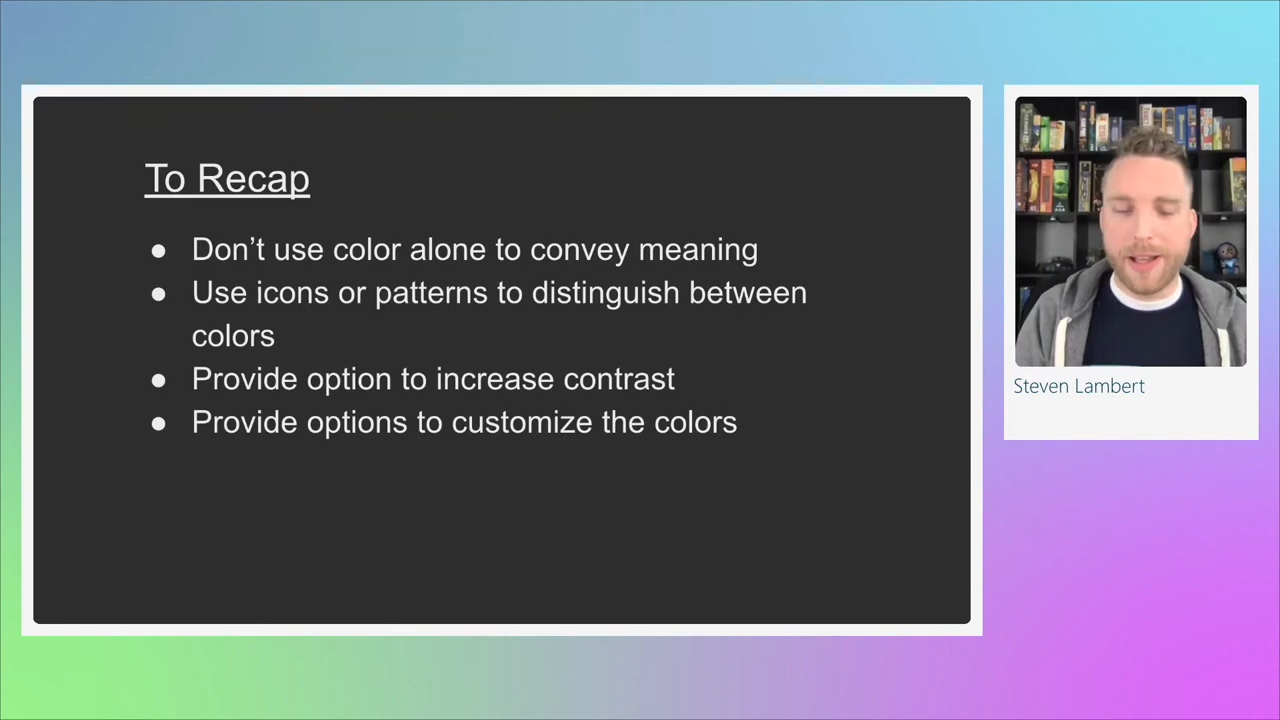 To Recap
● Don’t use color alone to convey meaning
● Use icons or patterns to distinguish between
colors
● Provide option to increase contrast
● Provide options to customize the colors
Steven Lambert